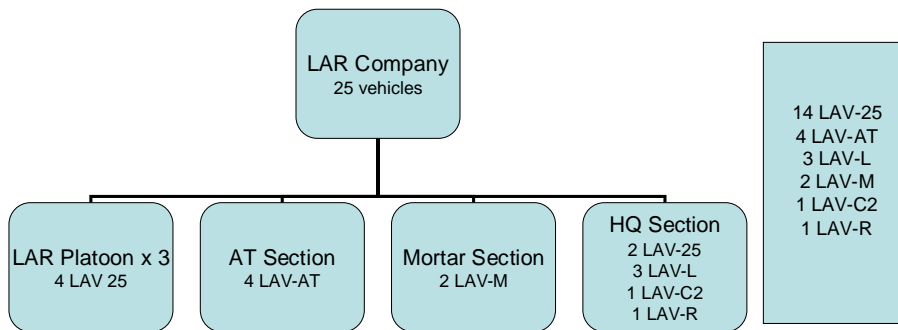 LAR Company
25 vehicles
14 LAV-25
4 LAV-AT
3 LAV-L
2 LAV-M
1 LAV-C2
1 LAV-R
LAR Platoon x 3
4 LAV 25
AT Section
4 LAV-AT
Mortar Section
2 LAV-M
HQ Section
2 LAV-25
3 LAV-L
1 LAV-C2
1 LAV-R